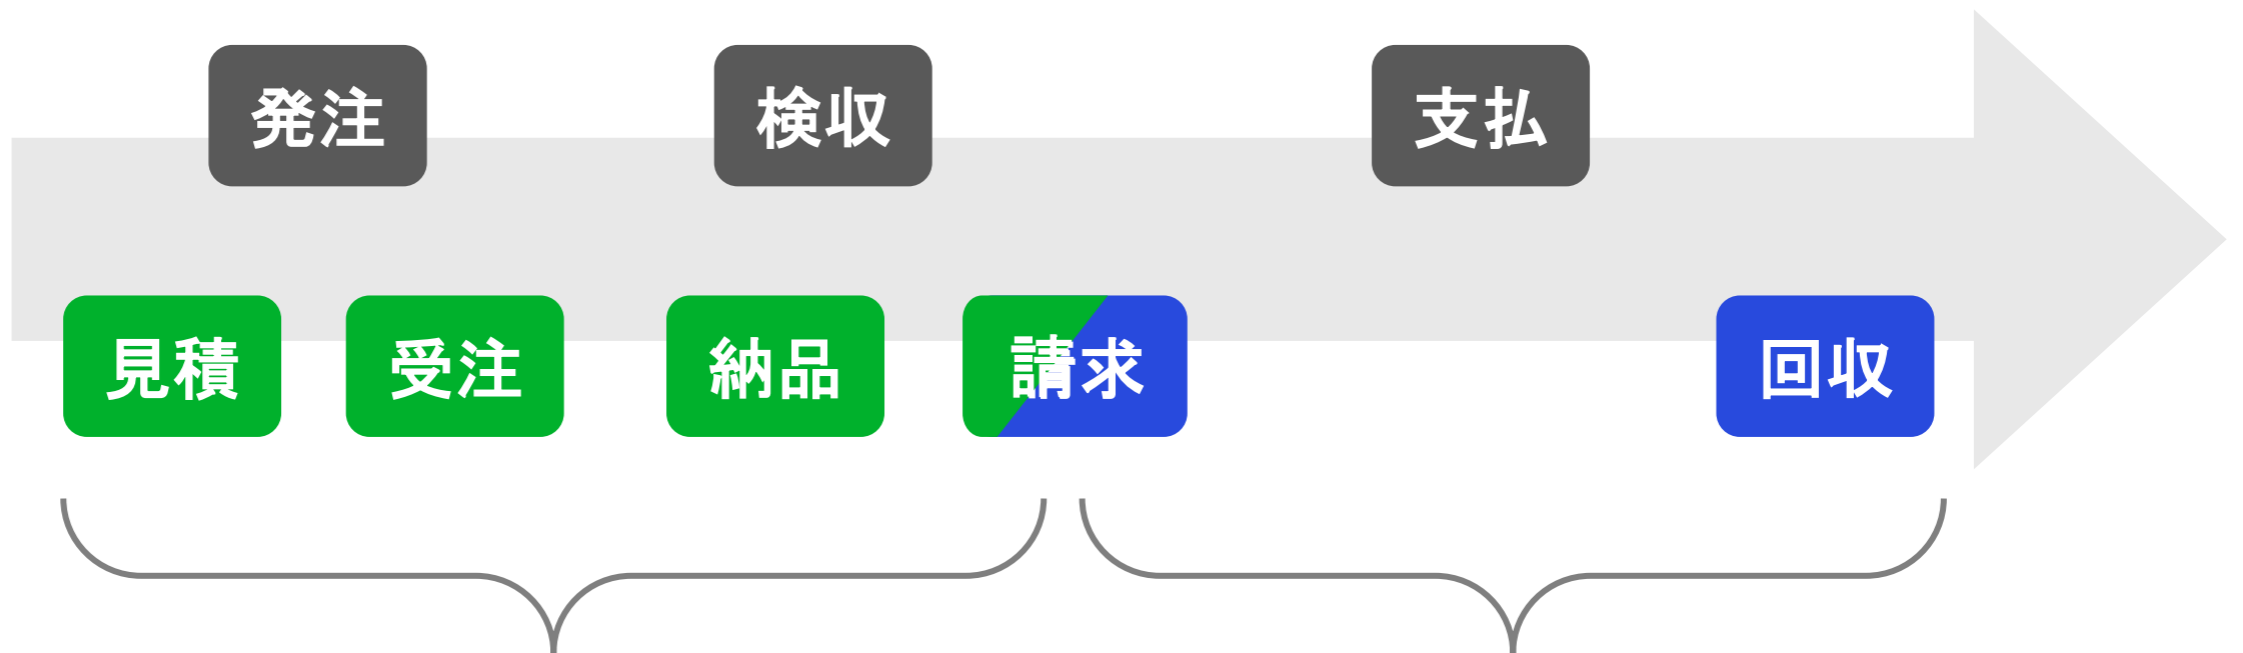 発注 検収 支払
見積 受注 納品 請求 回収